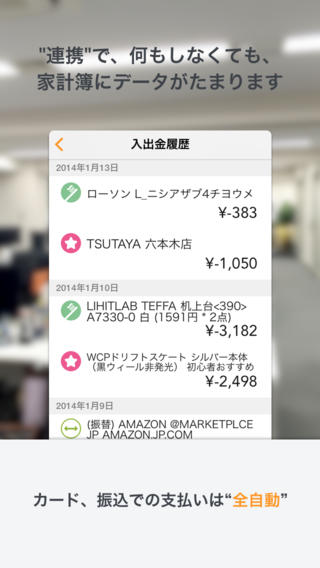 "連携"で、何もしなくても、
家計簿にデータがたまります
入出金履歴
2014年1月13日
ローソン L_ニシアザブ4チヨウメ
¥-383
TSUTAYA 六本木店
¥-1,050
2014年1月10日
LIHITLAB TEFFA 机上台<390>
A7330-0 白 (1591円 * 2点)
¥-3,182
WCPドリフトスケート シルバー本体
（黒ウィール非発光） 初心者おすすめ
¥-2,498
2014年1月9日
(振替) AMAZON @MARKETPLCE
JP AMAZON.JP.COM
カード、振込での支払いは“全自動”